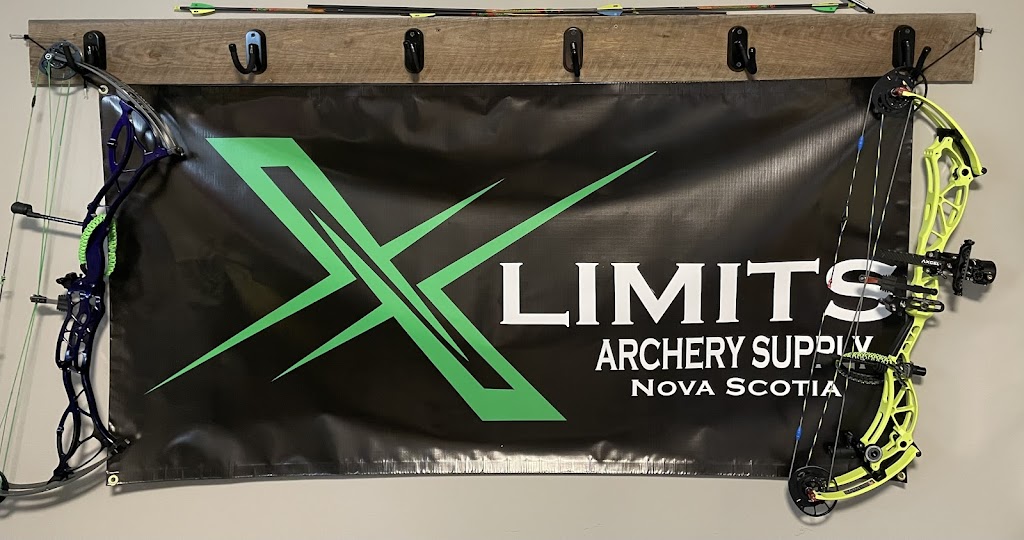 X LIMITS
ARCHERY SUPPLY
NOVA SCOTIA